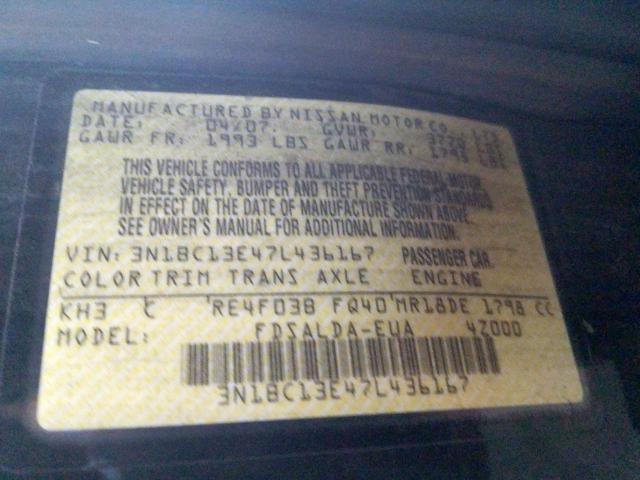 MANUFACTURED BY NISSAN MOTOR CO.
DATE: 04/07. GVWR:
GAWR FR: 1993 LBS GAWR RR:
THIS VEHICLE CONFORMS TO ALL APPLICABLE FEDERAL MOTOR
VEHICLE SAFETY, BUMPER AND THEFT PREVENTION STANDARDS
IN EFFECT ON THE DATE OF MANUFACTURE SHOWN ABOVE.
SEE OWNER'S MANUAL FOR ADDITIONAL INFORMATION.
VIN: 3N1BC13E47L436167 PASSENGER CAR.
COLOR TRIM TRANS AXLE ENGINE
KH3 C RE4F03B FQ40 MR18DE 1798 CC
MODEL: FDSALDA-EUA 4Z000
3N1BC13E47L436167